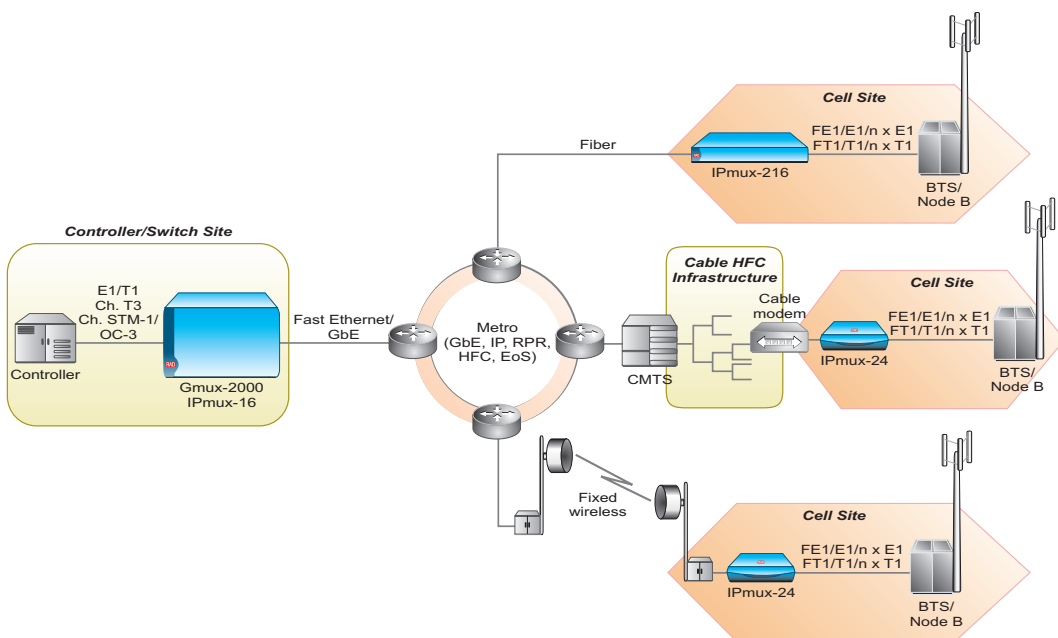 Cell Site
FE1/E1/n x E1
FT1/T1/n x T1
Fiber
IPmux-216
BTS/
Node B
Controller/Switch Site
E1/T1
Ch. T3
Ch. STM-1/
OC-3
Controller
RAD
Gmux-2000
IPmux-16
Fast Ethernet/
GbE
Metro
(GbE, IP, RPR,
HFC, EoS)
CMTS
Cable HFC
Infrastructure
Cable
modem
Cell Site
FE1/E1/n x E1
FT1/T1/n x T1
IPmux-24
BTS/
Node B
Fixed
wireless
Cell Site
FE1/E1/n x E1
FT1/T1/n x T1
IPmux-24
BTS/
Node B